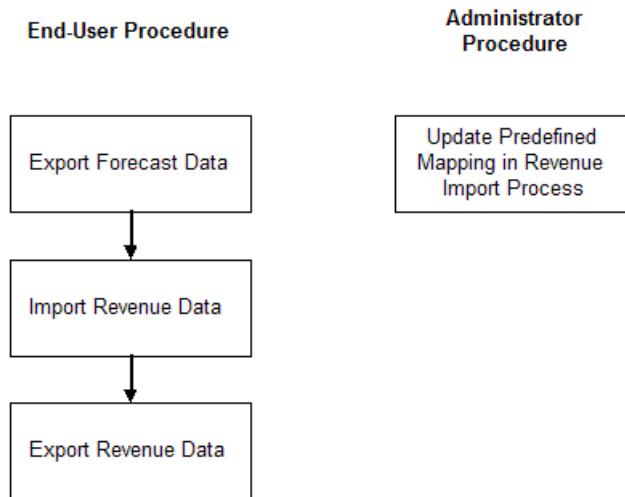 End-User Procedure
Administrator
Procedure
Export Forecast Data
Update Predefined
Mapping in Revenue
Import Process
Import Revenue Data
Export Revenue Data